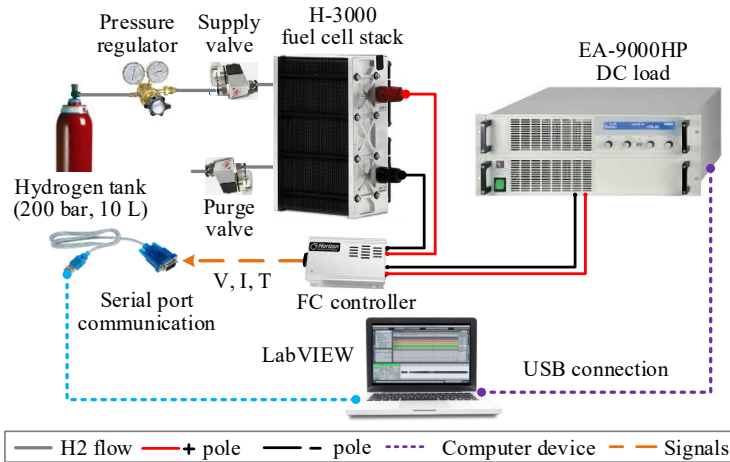 Pressure
regulator
Supply
valve
H-3000
fuel cell stack
EA-9000HP
DC load
Hydrogen tank
(200 bar, 10 L)
Purge
valve
Horizon
V, I, T
FC controller
Serial port
communication
LabVIEW
USB connection
H2 flow
+ pole
- pole
Computer device
Signals